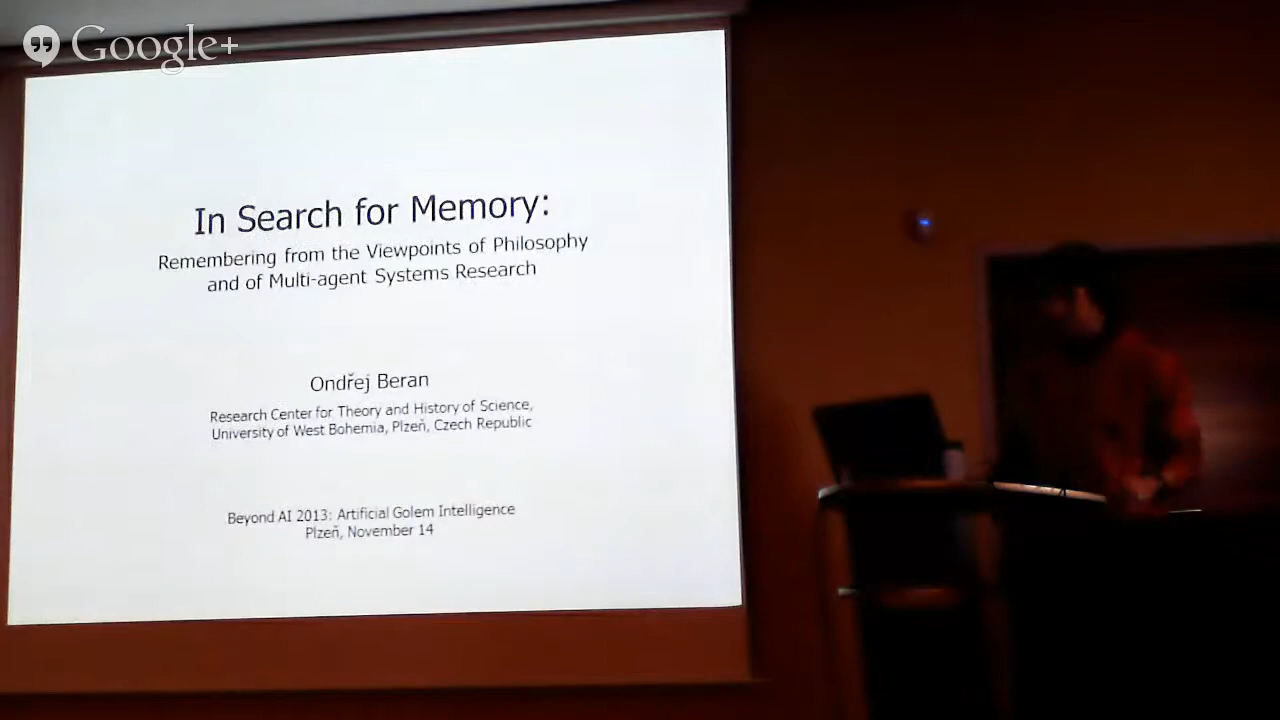 Google+
In Search for Memory:
Remembering from the Viewpoints of Philosophy
and of Multi-agent Systems Research
Ondřej Beran
Research Center for Theory and History of Science,
University of West Bohemia, Plzeň, Czech Republic
Beyond AI 2013: Artificial Golem Intelligence
Plzeň, November 14